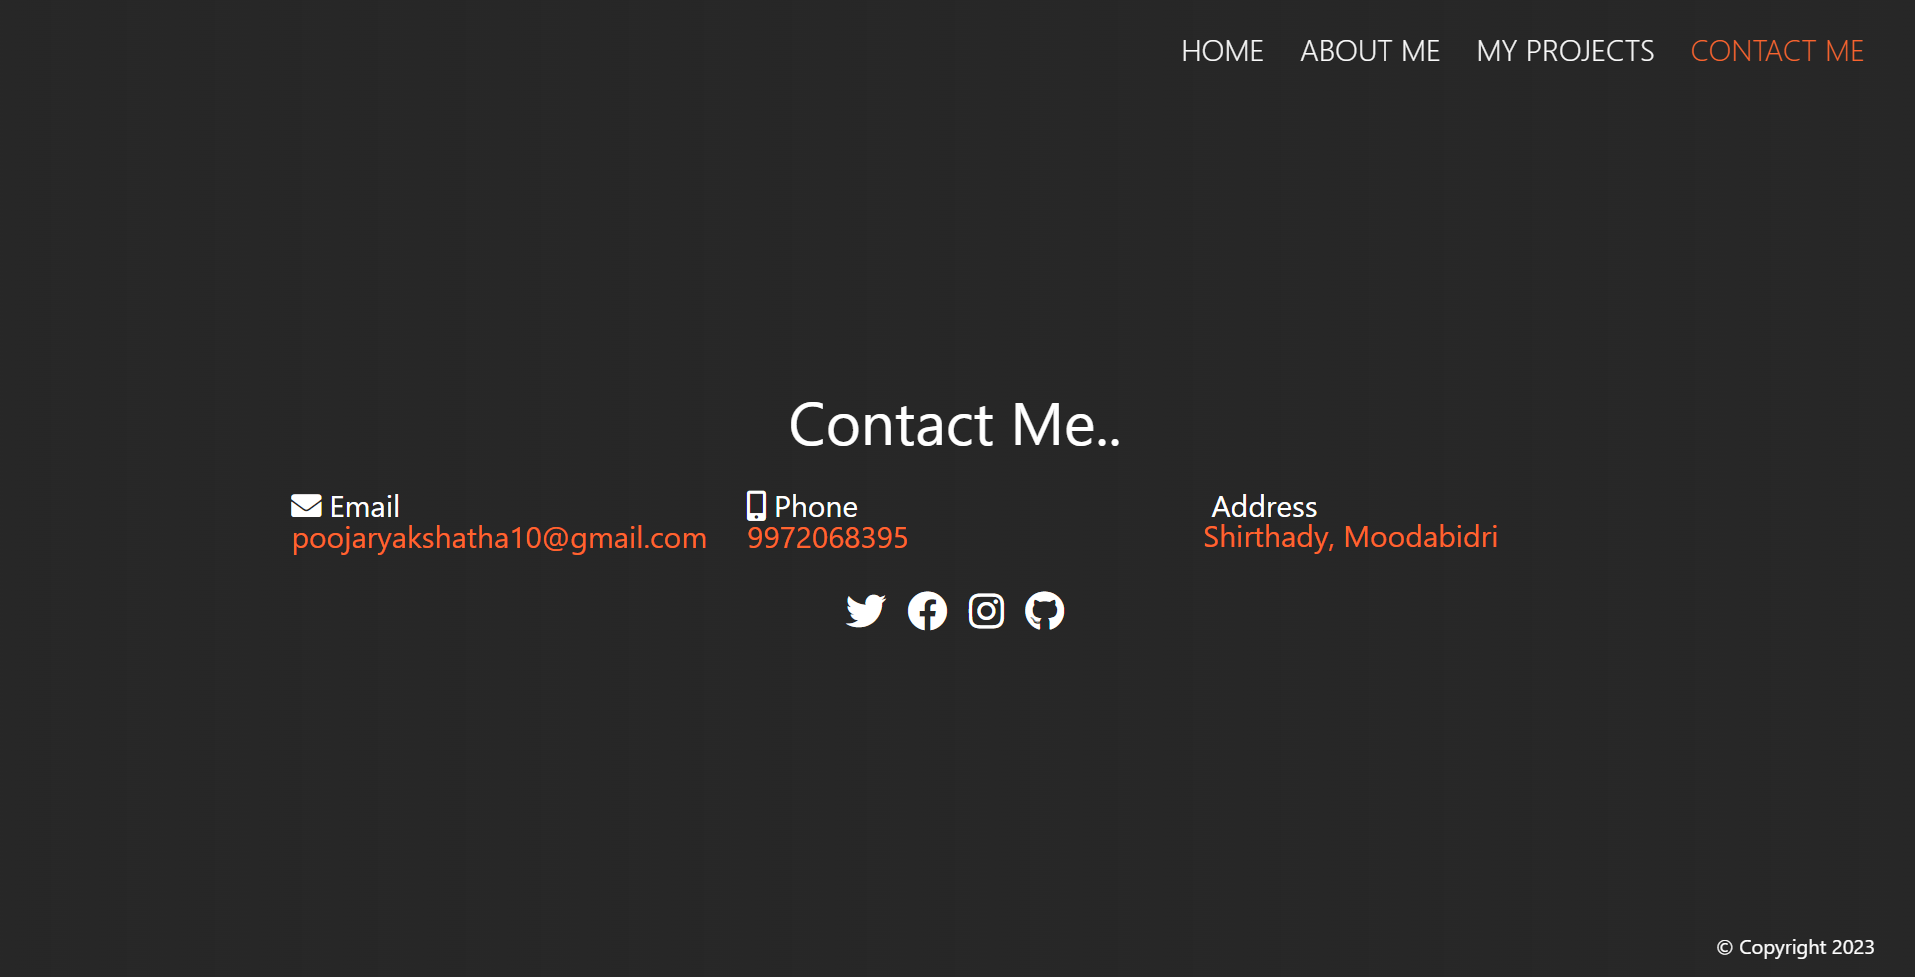 HOME ABOUT ME MY PROJECTS CONTACT ME
Contact Me..
Email
poojaryakshatha10@gmail.com
Phone
9972068395
Address
Shirthady, Moodabidri
© Copyright 2023